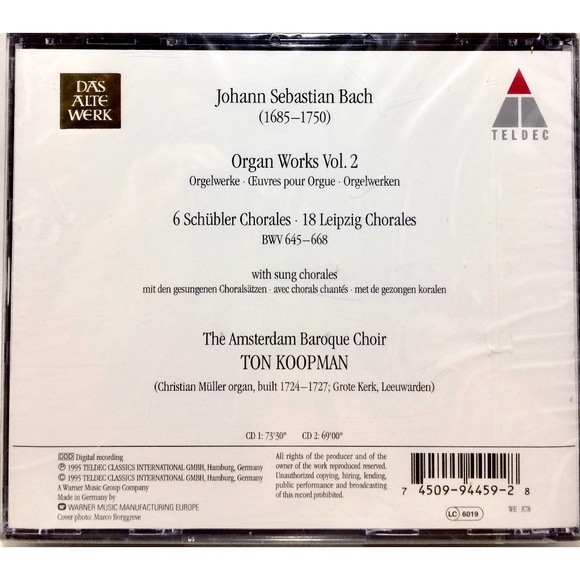 DAS
ALTE
WERK
TELDEC
Johann Sebastian Bach
(1685–1750)
Organ Works Vol. 2
Orgelwerke · Œuvres pour Orgue · Orgelwerken
6 Schübler Chorales · 18 Leipzig Chorales
BWV 645–668
with sung chorales
mit den gesungenen Choralsätzen · avec chorals chantés · met de gezongen koralen
The Amsterdam Baroque Choir
TON KOOPMAN
(Christian Müller organ, built 1724–1727; Grote Kerk, Leeuwarden)
CD 1: 73'30" CD 2: 69'00"
DDD Digital recording
℗ 1995 TELDEC CLASSICS INTERNATIONAL GMBH, Hamburg, Germany
© 1995 TELDEC CLASSICS INTERNATIONAL GMBH, Hamburg, Germany
A Warner Music Group Company
Made in Germany by
WARNER MUSIC MANUFACTURING EUROPE
Cover photo: Marco Borggreve
All rights of the producer and of the
owner of the work reproduced reserved.
Unauthorized copying, hiring, lending,
public performance and broadcasting
of this record prohibited.
7 45099-94459-2 8
LC 6019
WE 878